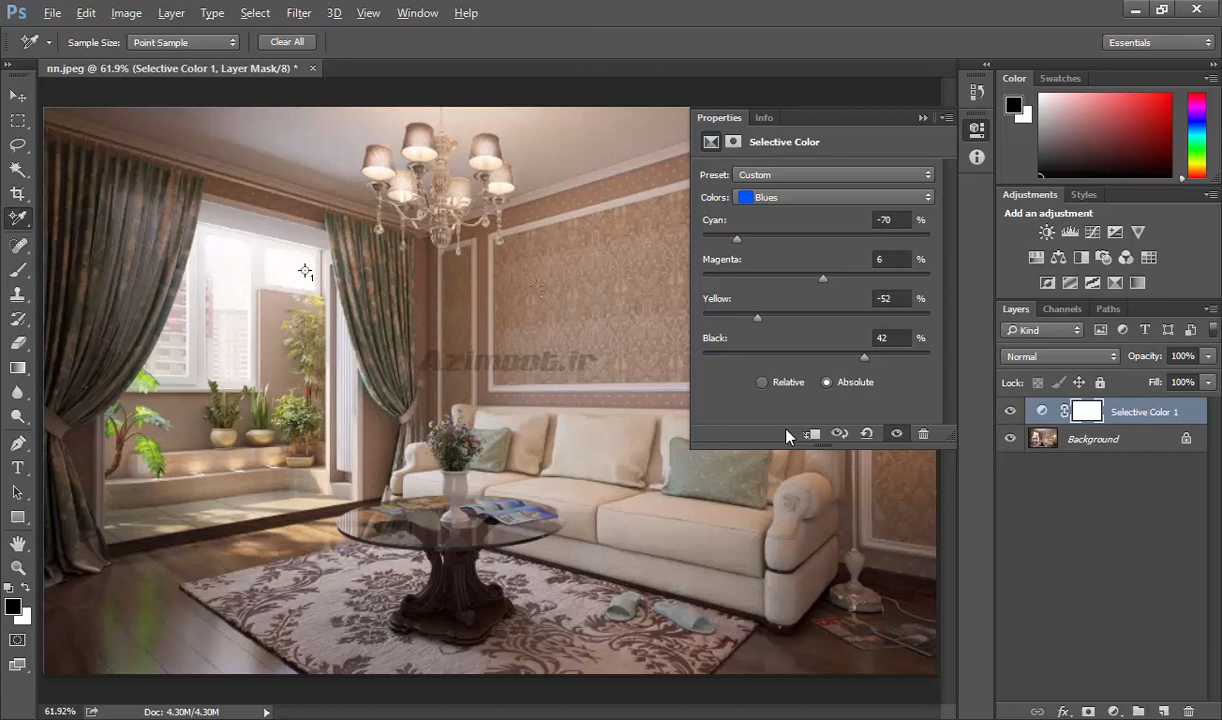 Ps File Edit Image Layer Type Select Filter 3D View Window Help
Sample Size: Point Sample Clear All Essentials
nn.jpeg @ 61.9% (Selective Color 1, Layer Mask/8) *
Color Swatches
Properties Info
Selective Color
Preset: Custom
Colors: Blues
Cyan: -70 %
Magenta: 6 %
Yellow: -52 %
Black: 42 %
Relative Absolute
Adjustments Styles
Add an adjustment
Layers Channels Paths
Kind
Normal Opacity: 100%
Lock: Fill: 100%
Selective Color 1
Background
1
Azimoot.ir
61.92% Doc: 4.30M/4.30M